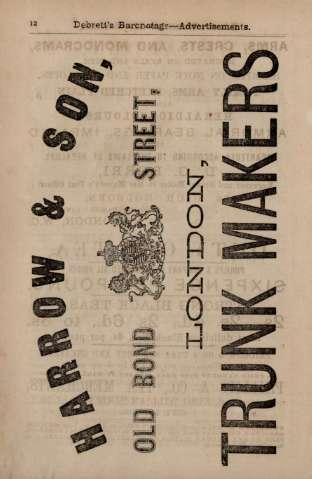 12 Debrett's Baronetage—Advertisements.
HARROW & SON,
OLD BOND STREET,
LONDON,
TRUNK MAKERS